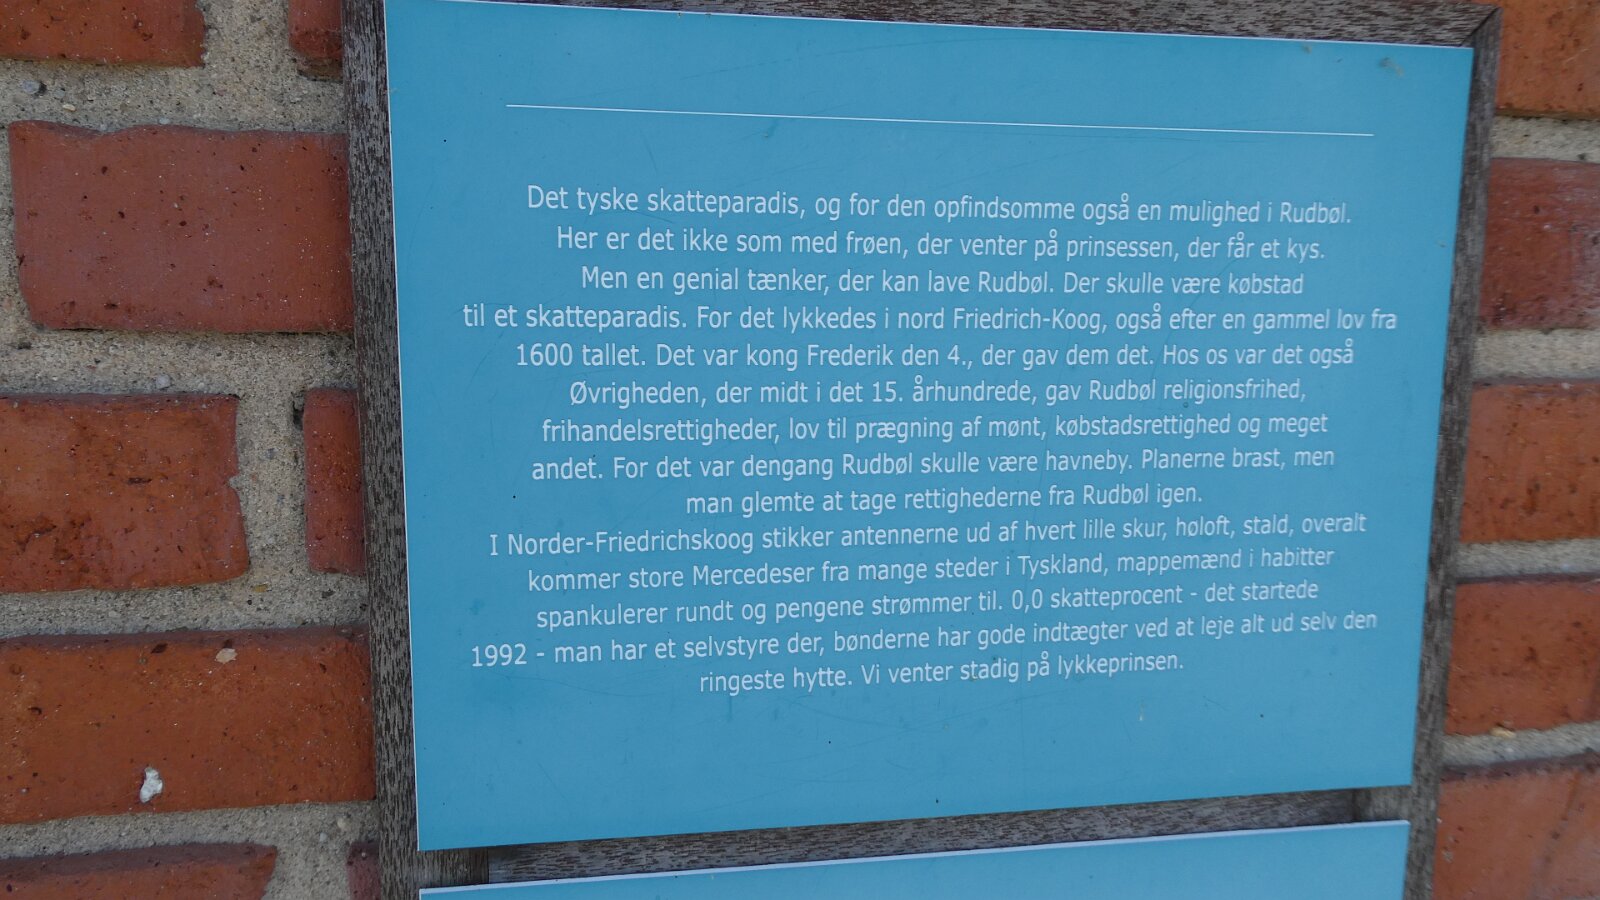 Det tyske skatteparadis, og for den opfindsomme også en mulighed i Rudbøl.
Her er det ikke som med frøen, der venter på prinsessen, der får et kys.
Men en genial tænker, der kan lave Rudbøl. Der skulle være købstad
til et skatteparadis. For det lykkedes i nord Friedrich-Koog, også efter en gammel lov fra
1600 tallet. Det var kong Frederik den 4., der gav dem det. Hos os var det også
Øvrigheden, der midt i det 15. århundrede, gav Rudbøl religionsfrihed,
frihandelsrettigheder, lov til prægning af mønt, købstadsrettighed og meget
andet. For det var dengang Rudbøl skulle være havneby. Planerne brast, men
man glemte at tage rettighederne fra Rudbøl igen.
I Norder-Friedrichskoog stikker antennerne ud af hvert lille skur, høloft, stald, overalt
kommer store Mercedeser fra mange steder i Tyskland, mappemænd i habitter
spankulerer rundt og pengene strømmer til. 0,0 skatteprocent - det startede
1992 - man har et selvstyre der, bønderne har gode indtægter ved at leje alt ud selv den
ringeste hytte. Vi venter stadig på lykkeprinsen.